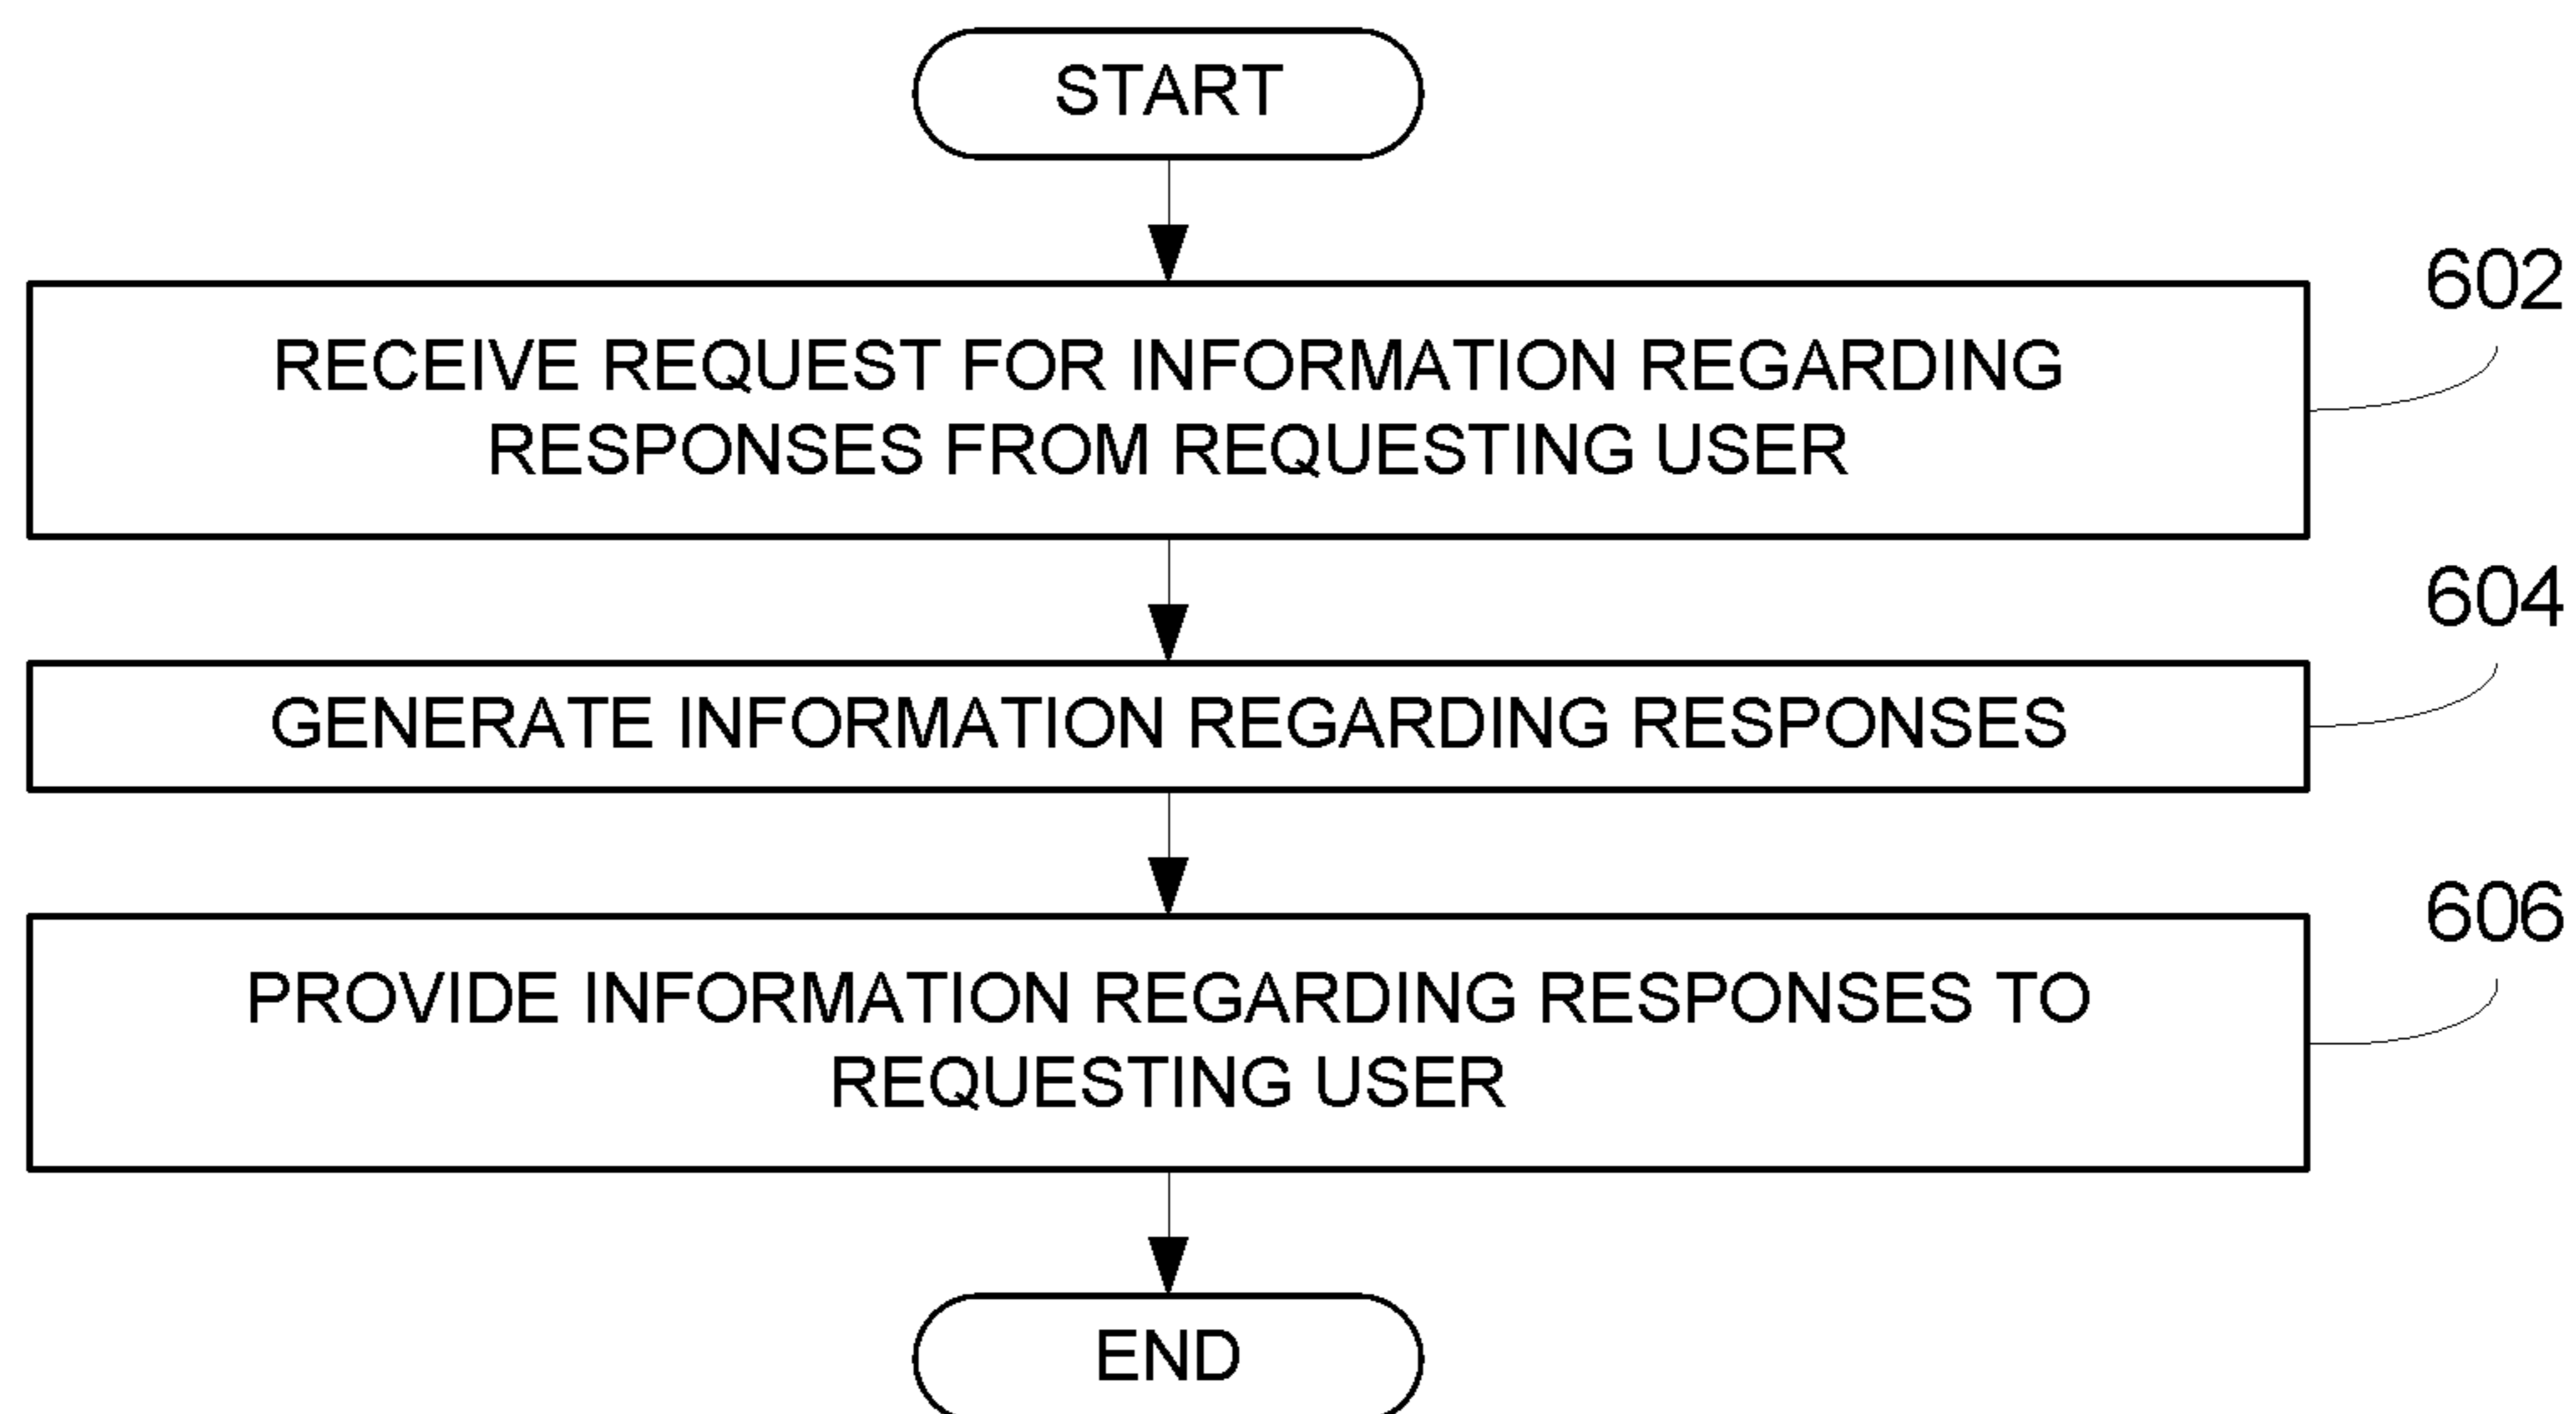 START
602
RECEIVE REQUEST FOR INFORMATION REGARDING
RESPONSES FROM REQUESTING USER
604
GENERATE INFORMATION REGARDING RESPONSES
606
PROVIDE INFORMATION REGARDING RESPONSES TO
REQUESTING USER
END